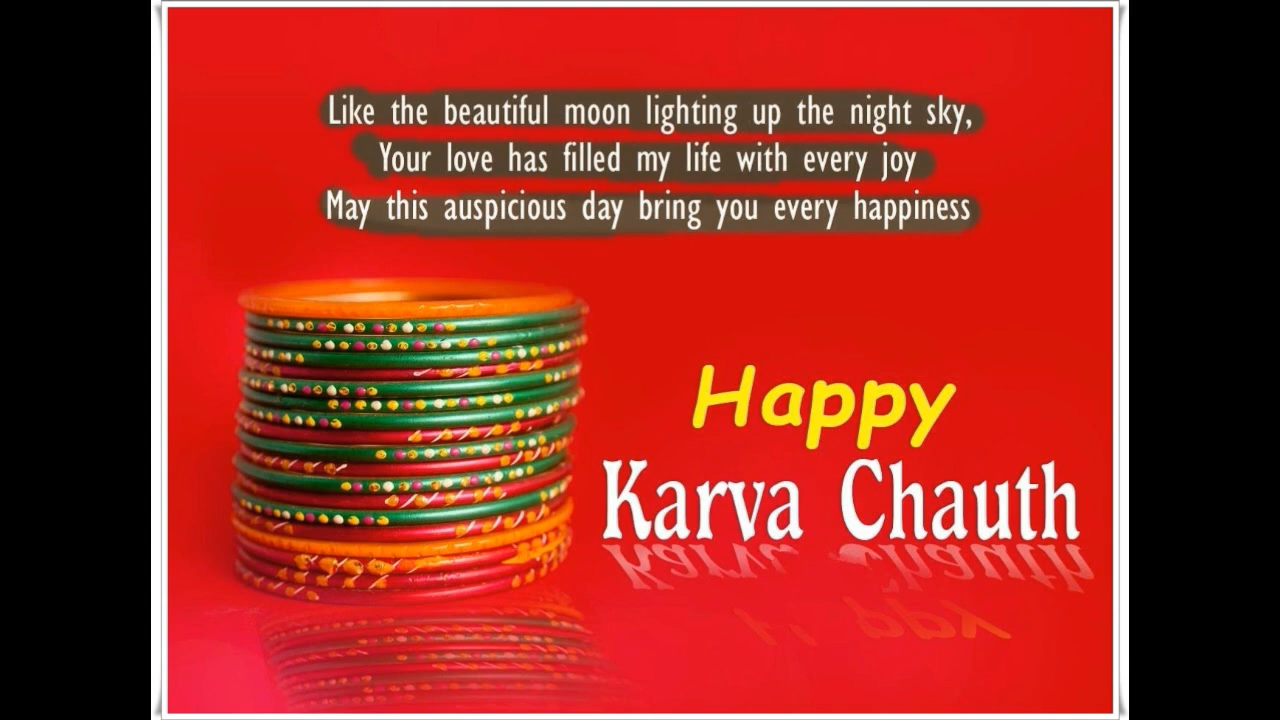 Like the beautiful moon lighting up the night sky,
Your love has filled my life with every joy
May this auspicious day bring you every happiness
Happy
Karva Chauth